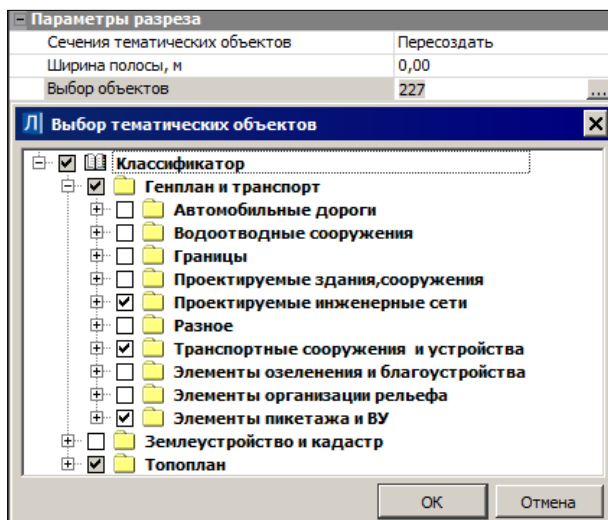 Параметры разреза
Сечения тематических объектов Пересоздать
Ширина полосы, м 0,00
Выбор объектов 227 ...
Л Выбор тематических объектов
Классификатор
Генплан и транспорт
Автомобильные дороги
Водоотводные сооружения
Границы
Проектируемые здания,сооружения
Проектируемые инженерные сети
Разное
Транспортные сооружения и устройства
Элементы озеленения и благоустройства
Элементы организации рельефа
Элементы пикетажа и ВУ
Землеустройство и кадастр
Топоплан
ОК Отмена